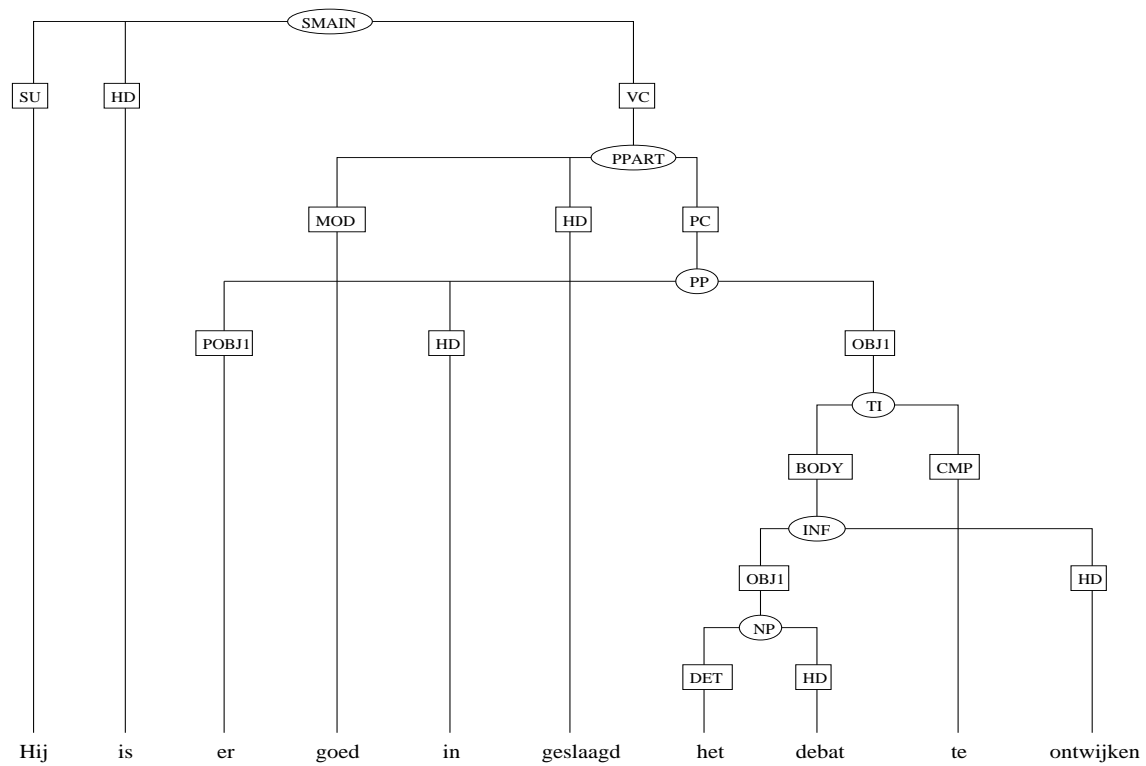 SMAIN
SU HD VC
PPART
MOD HD PC
PP
POBJ1 HD OBJ1
TI
BODY CMP
INF
OBJ1 HD
NP
DET HD
Hij is er goed in geslaagd het debat te ontwijken